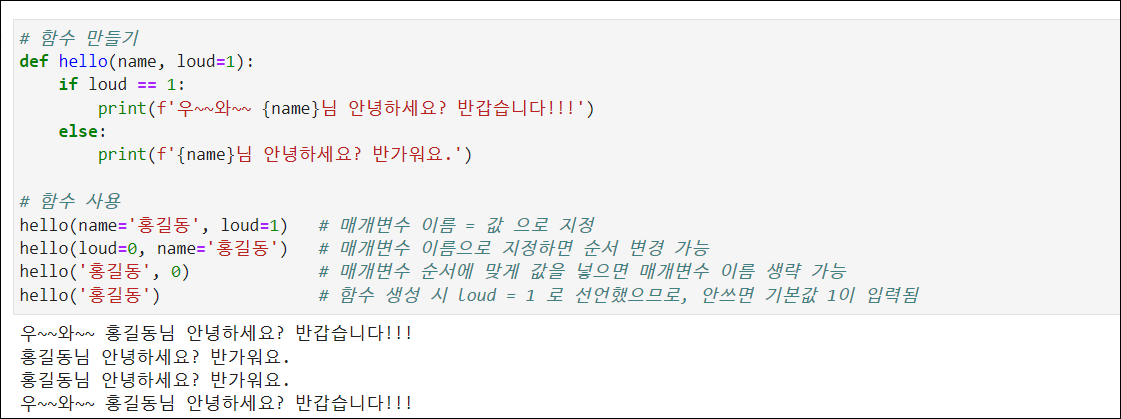 # 함수 만들기
def hello(name, loud=1):
    if loud == 1:
        print(f'우~~와~~ {name}님 안녕하세요? 반갑습니다!!!')
    else:
        print(f'{name}님 안녕하세요? 반가워요.')
# 함수 사용
hello(name='홍길동', loud=1)   # 매개변수 이름 = 값 으로 지정
hello(loud=0, name='홍길동')   # 매개변수 이름으로 지정하면 순서 변경 가능
hello('홍길동', 0)             # 매개변수 순서에 맞게 값을 넣으면 매개변수 이름 생략 가능
hello('홍길동')                # 함수 생성 시 loud = 1 로 선언했으므로, 안쓰면 기본값 1이 입력됨
우~~와~~ 홍길동님 안녕하세요? 반갑습니다!!!
홍길동님 안녕하세요? 반가워요.
홍길동님 안녕하세요? 반가워요.
우~~와~~ 홍길동님 안녕하세요? 반갑습니다!!!